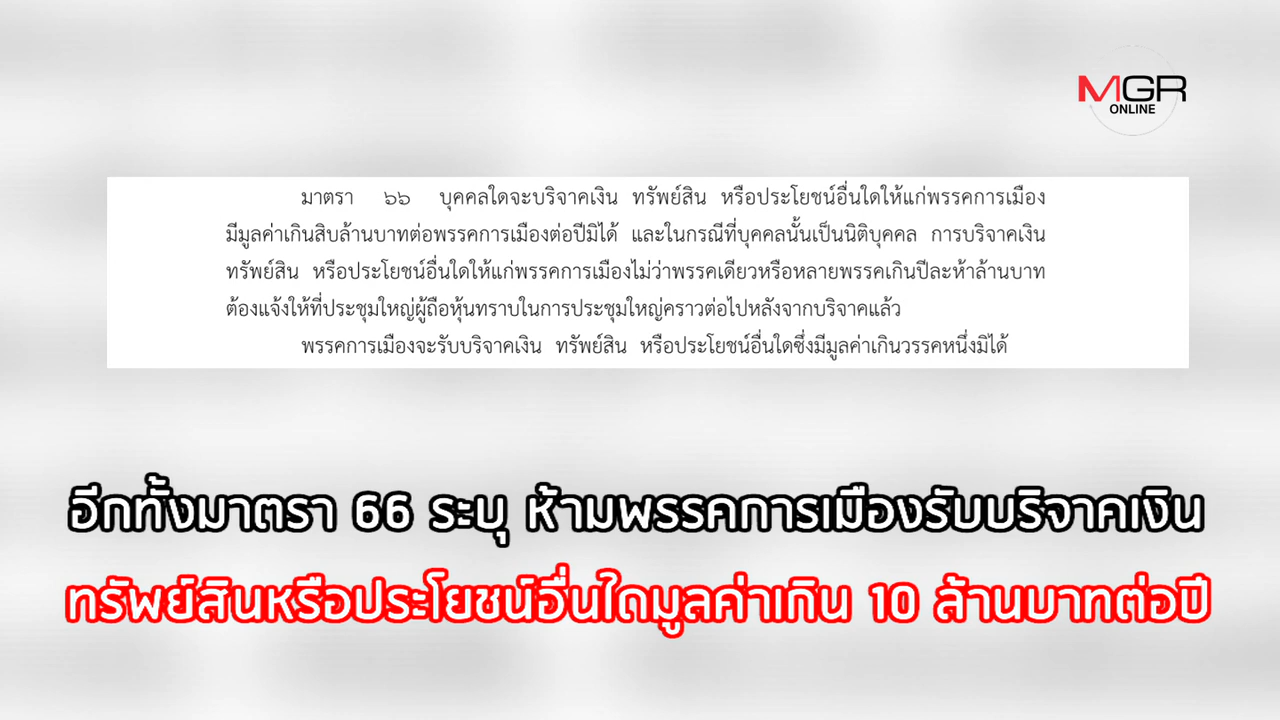 MGR
ONLINE
มาตรา ๖๖ บุคคลใดจะบริจาคเงิน ทรัพย์สิน หรือประโยชน์อื่นใดให้แก่พรรคการเมือง
มีมูลค่าเกินสิบล้านบาทต่อพรรคการเมืองต่อปีมิได้ และในกรณีที่บุคคลนั้นเป็นนิติบุคคล การบริจาคเงิน
ทรัพย์สิน หรือประโยชน์อื่นใดให้แก่พรรคการเมืองไม่ว่าพรรคเดียวหรือหลายพรรคเกินปีละห้าล้านบาท
ต้องแจ้งให้ที่ประชุมใหญ่ผู้ถือหุ้นทราบในการประชุมใหญ่คราวต่อไปหลังจากบริจาคแล้ว
พรรคการเมืองจะรับบริจาคเงิน ทรัพย์สิน หรือประโยชน์อื่นใดซึ่งมีมูลค่าเกินวรรคหนึ่งมิได้
อีกทั้งมาตรา 66 ระบุ ห้ามพรรคการเมืองรับบริจาคเงิน
ทรัพย์สินหรือประโยชน์อื่นใดมูลค่าเกิน 10 ล้านบาทต่อปี